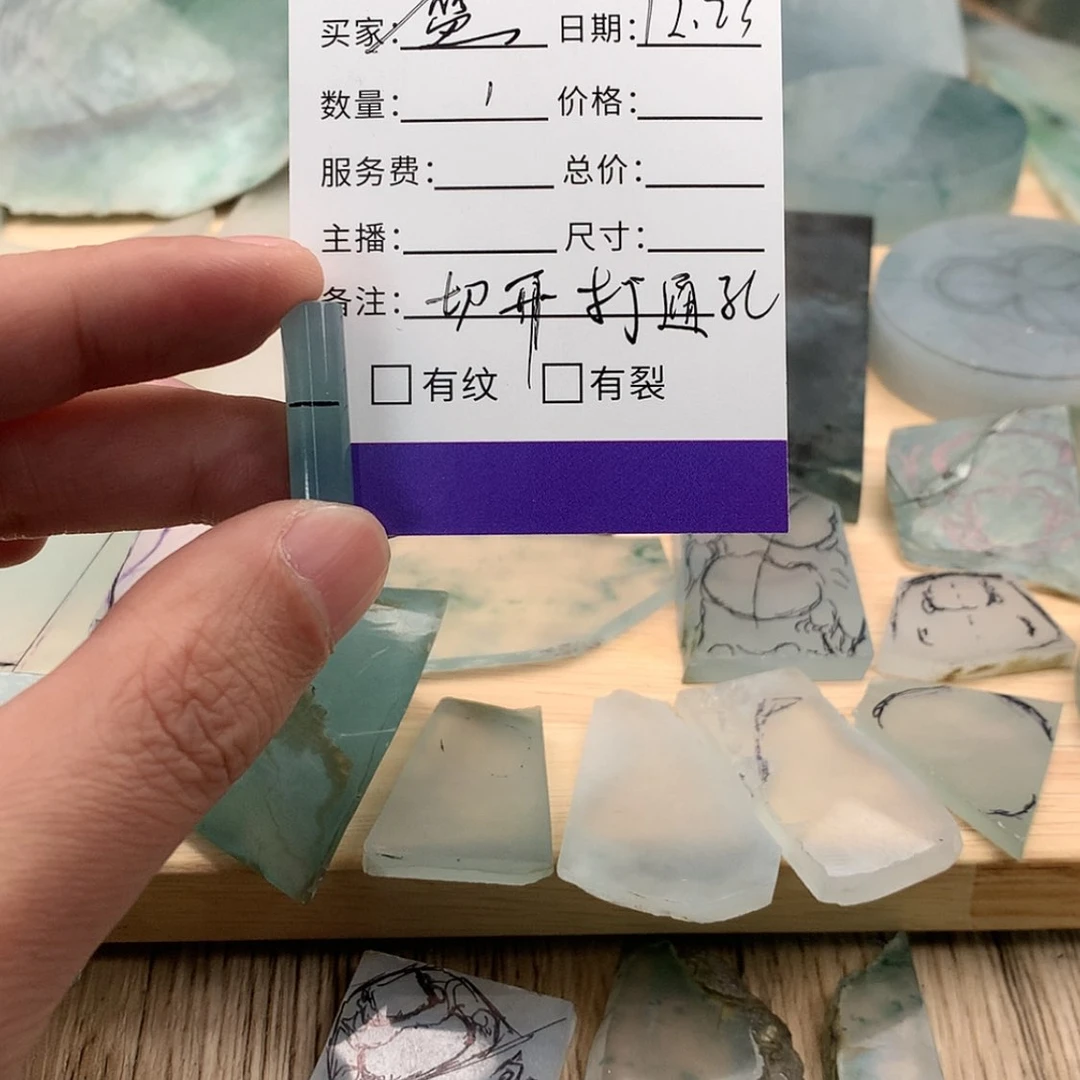 买家: 日期: 12.23
数量: 1 价格:
服务费: 总价:
主播: 尺寸:
备注: 切开 打通孔
□有纹 □有裂